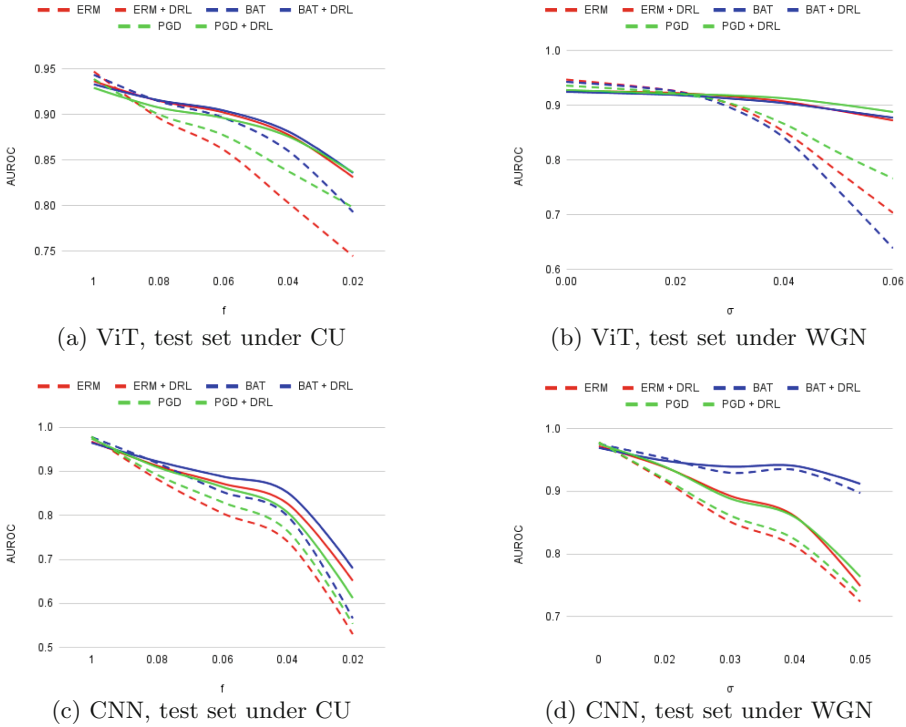 ERM ERM + DRL BAT BAT + DRL
PGD PGD + DRL
0.95
0.90
0.85
0.80
0.75
AUROC
1 0.08 0.06 0.04 0.02
f
(a) ViT, test set under CU
ERM ERM + DRL BAT BAT + DRL
PGD PGD + DRL
1.0
0.9
0.8
0.7
0.6
AUROC
0.00 0.02 0.04 0.06
σ
(b) ViT, test set under WGN
ERM ERM + DRL BAT BAT + DRL
PGD PGD + DRL
1.0
0.9
0.8
0.7
0.6
0.5
AUROC
1 0.08 0.06 0.04 0.02
f
(c) CNN, test set under CU
ERM ERM + DRL BAT BAT + DRL
PGD PGD + DRL
1.0
0.9
0.8
0.7
AUROC
0 0.02 0.03 0.04 0.05
σ
(d) CNN, test set under WGN